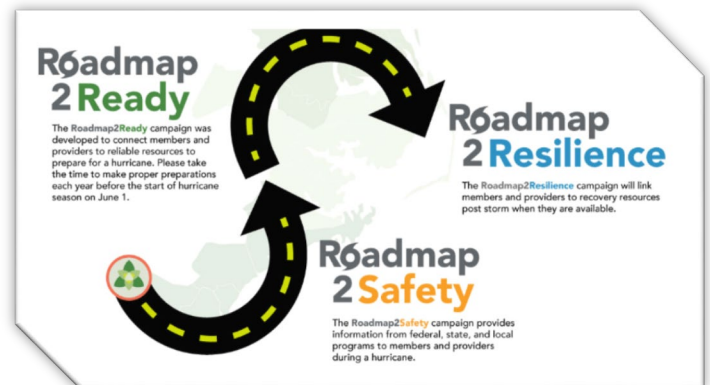 Roadmap
2 Ready
The Roadmap2Ready campaign was
developed to connect members and
providers to reliable resources to
prepare for a hurricane. Please take
the time to make proper preparations
each year before the start of hurricane
season on June 1.
Roadmap
2 Safety
The Roadmap2Safety campaign provides
information from federal, state, and local
programs to members and providers
during a hurricane.
Roadmap
2 Resilience
The Roadmap2Resilience campaign will link
members and providers to recovery resources
post storm when they are available.